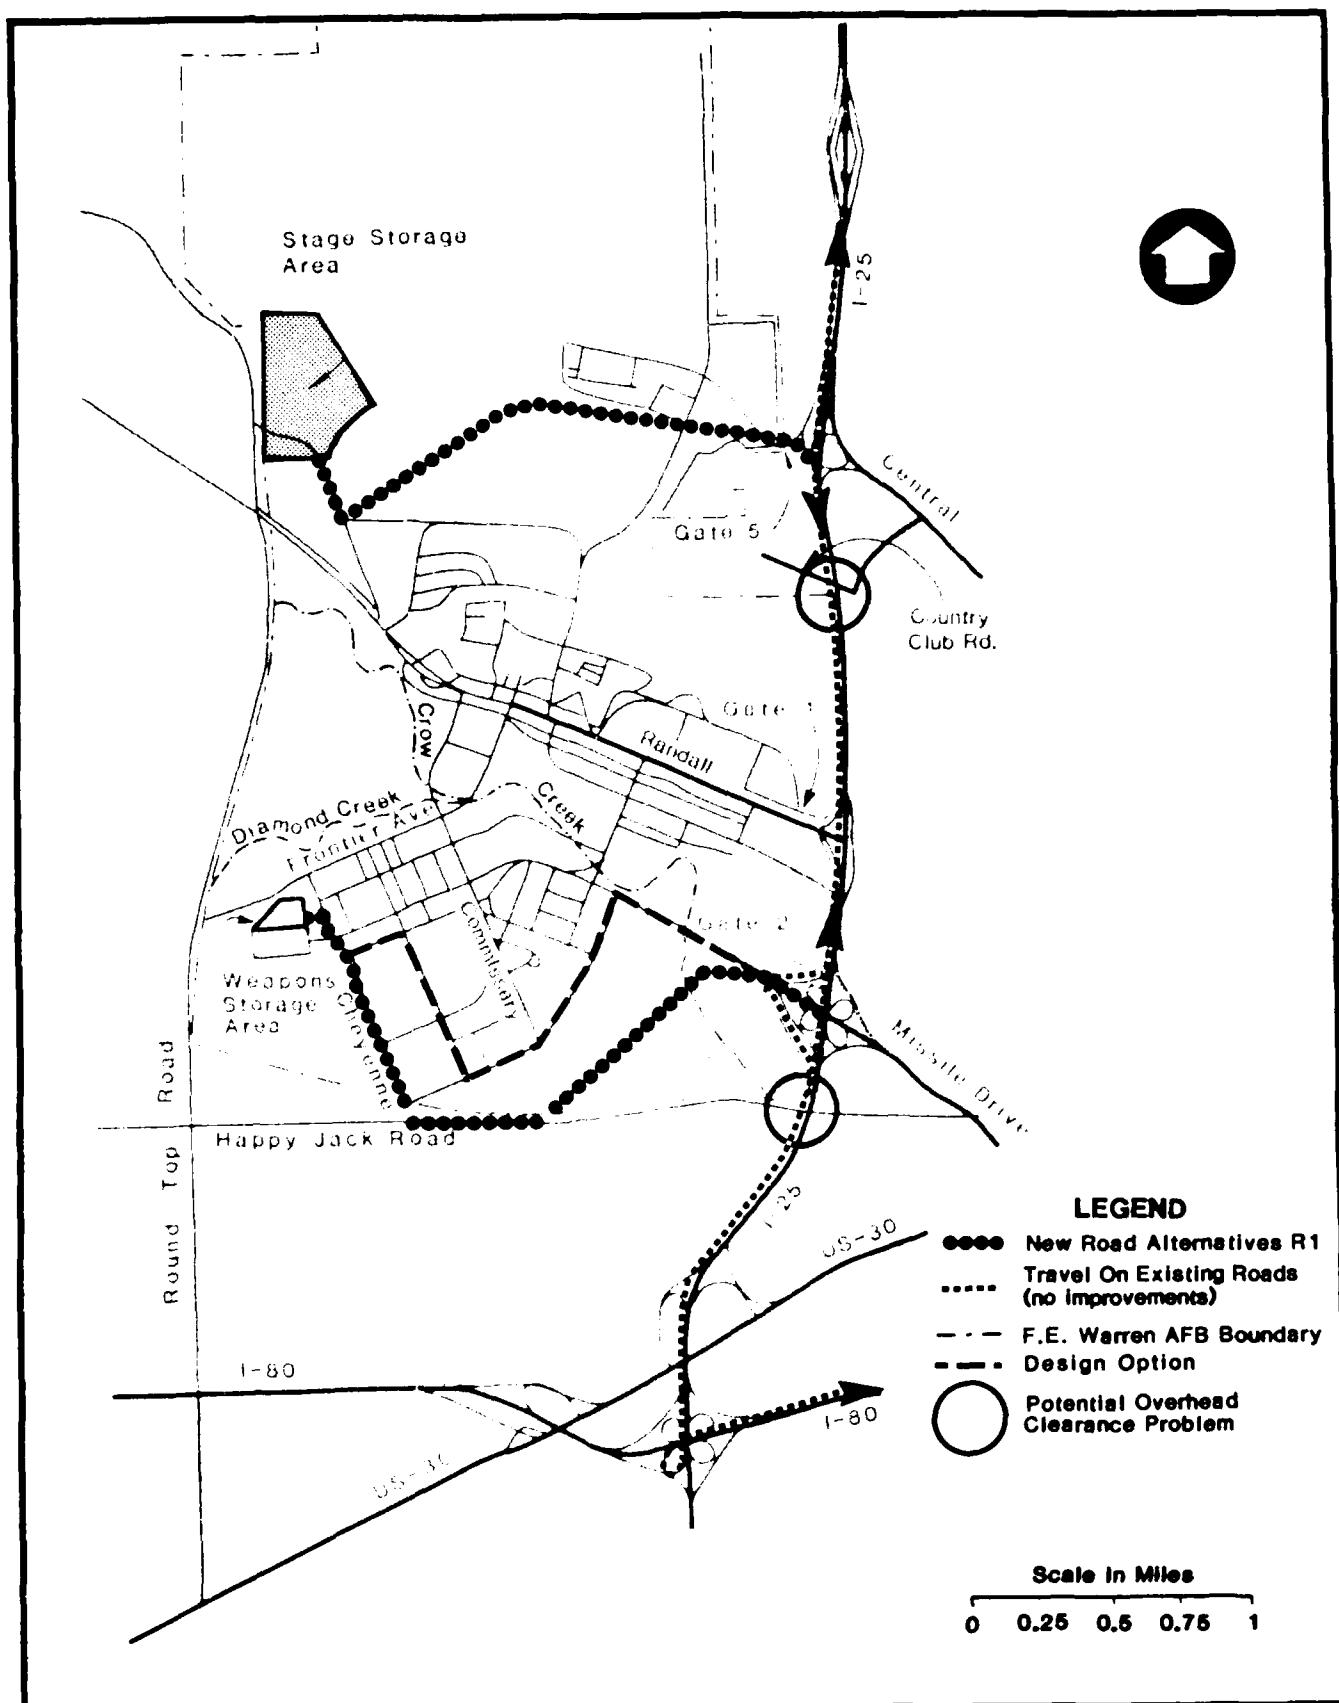 Stage Storage
Area
I-25
Central
Gate 5
Country
Club Rd.
Gate 1
Crow
Randall
Creek
Diamond Creek
Frontier Ave
Gate 2
Commissary
Weapons
Storage
Area
Cheyenne
Missile Drive
Round Top Road
Happy Jack Road
I-25
US-30
I-80
I-80
US-30
LEGEND
New Road Alternatives R1
Travel On Existing Roads
(no improvements)
F.E. Warren AFB Boundary
Design Option
Potential Overhead
Clearance Problem
Scale in Miles
0 0.25 0.5 0.75 1